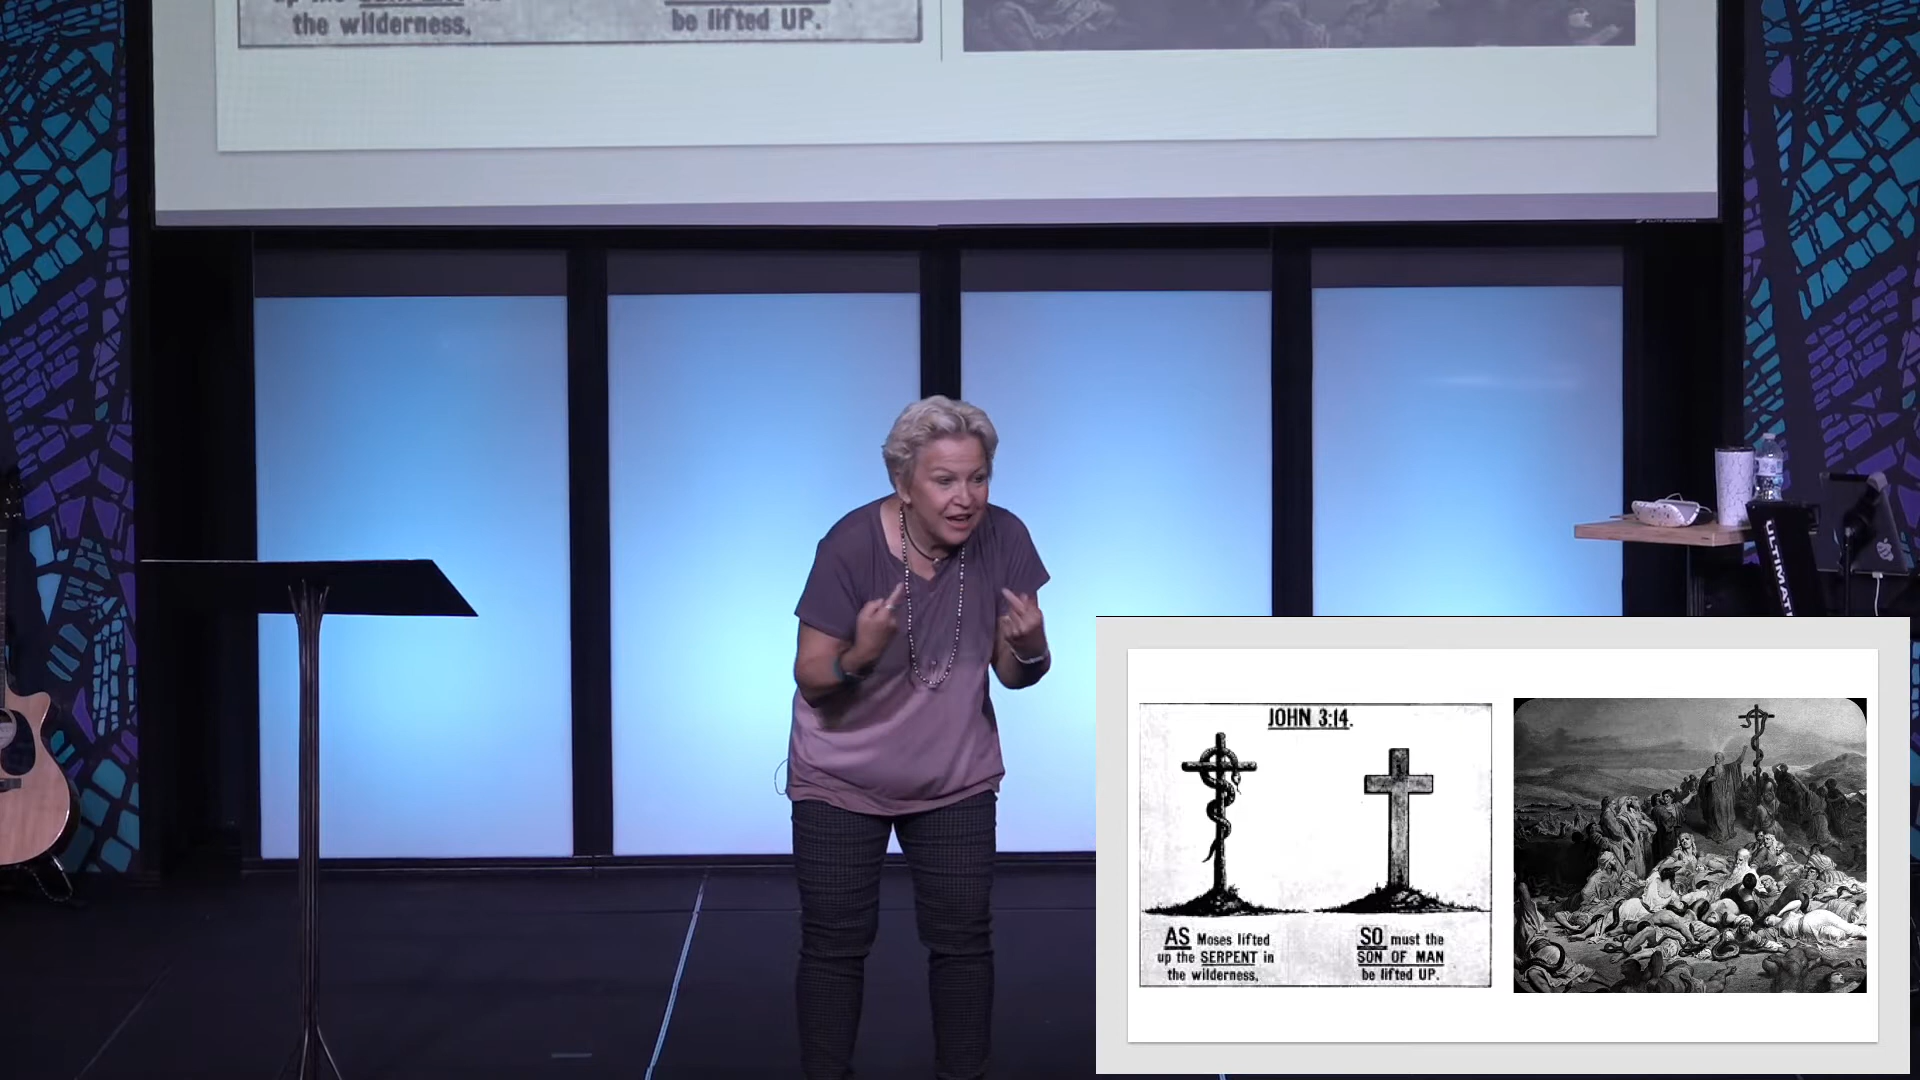 the wilderness,
be lifted UP.
ULTIMAT
JOHN 3:14.
AS Moses lifted
up the SERPENT in
the wilderness,
SO must the
SON OF MAN
be lifted UP.